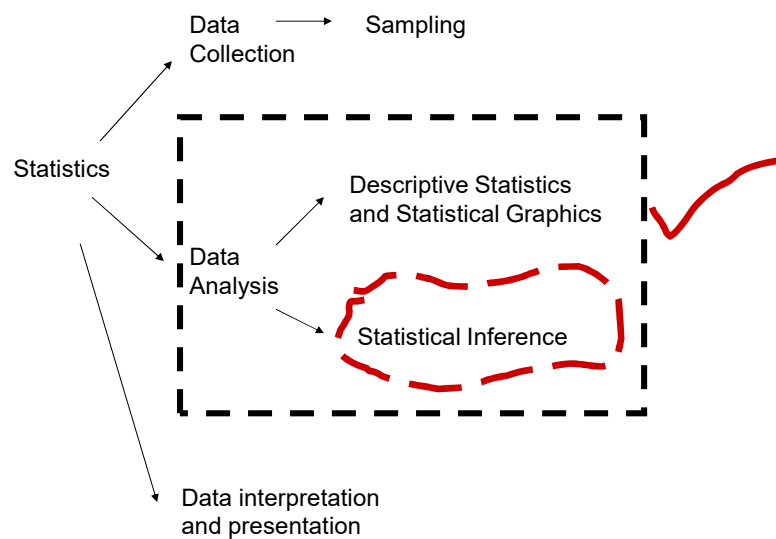 Data
Collection
Sampling
Statistics
Descriptive Statistics
and Statistical Graphics
Data
Analysis
Statistical Inference
Data interpretation
and presentation